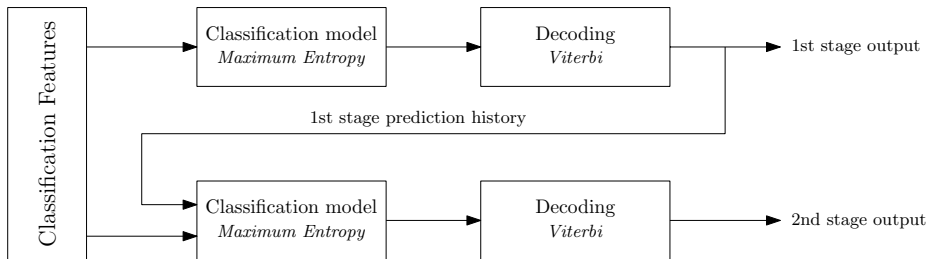 Classification Features
Classification model
Maximum Entropy
Decoding
Viterbi
1st stage output
1st stage prediction history
Classification model
Maximum Entropy
Decoding
Viterbi
2nd stage output